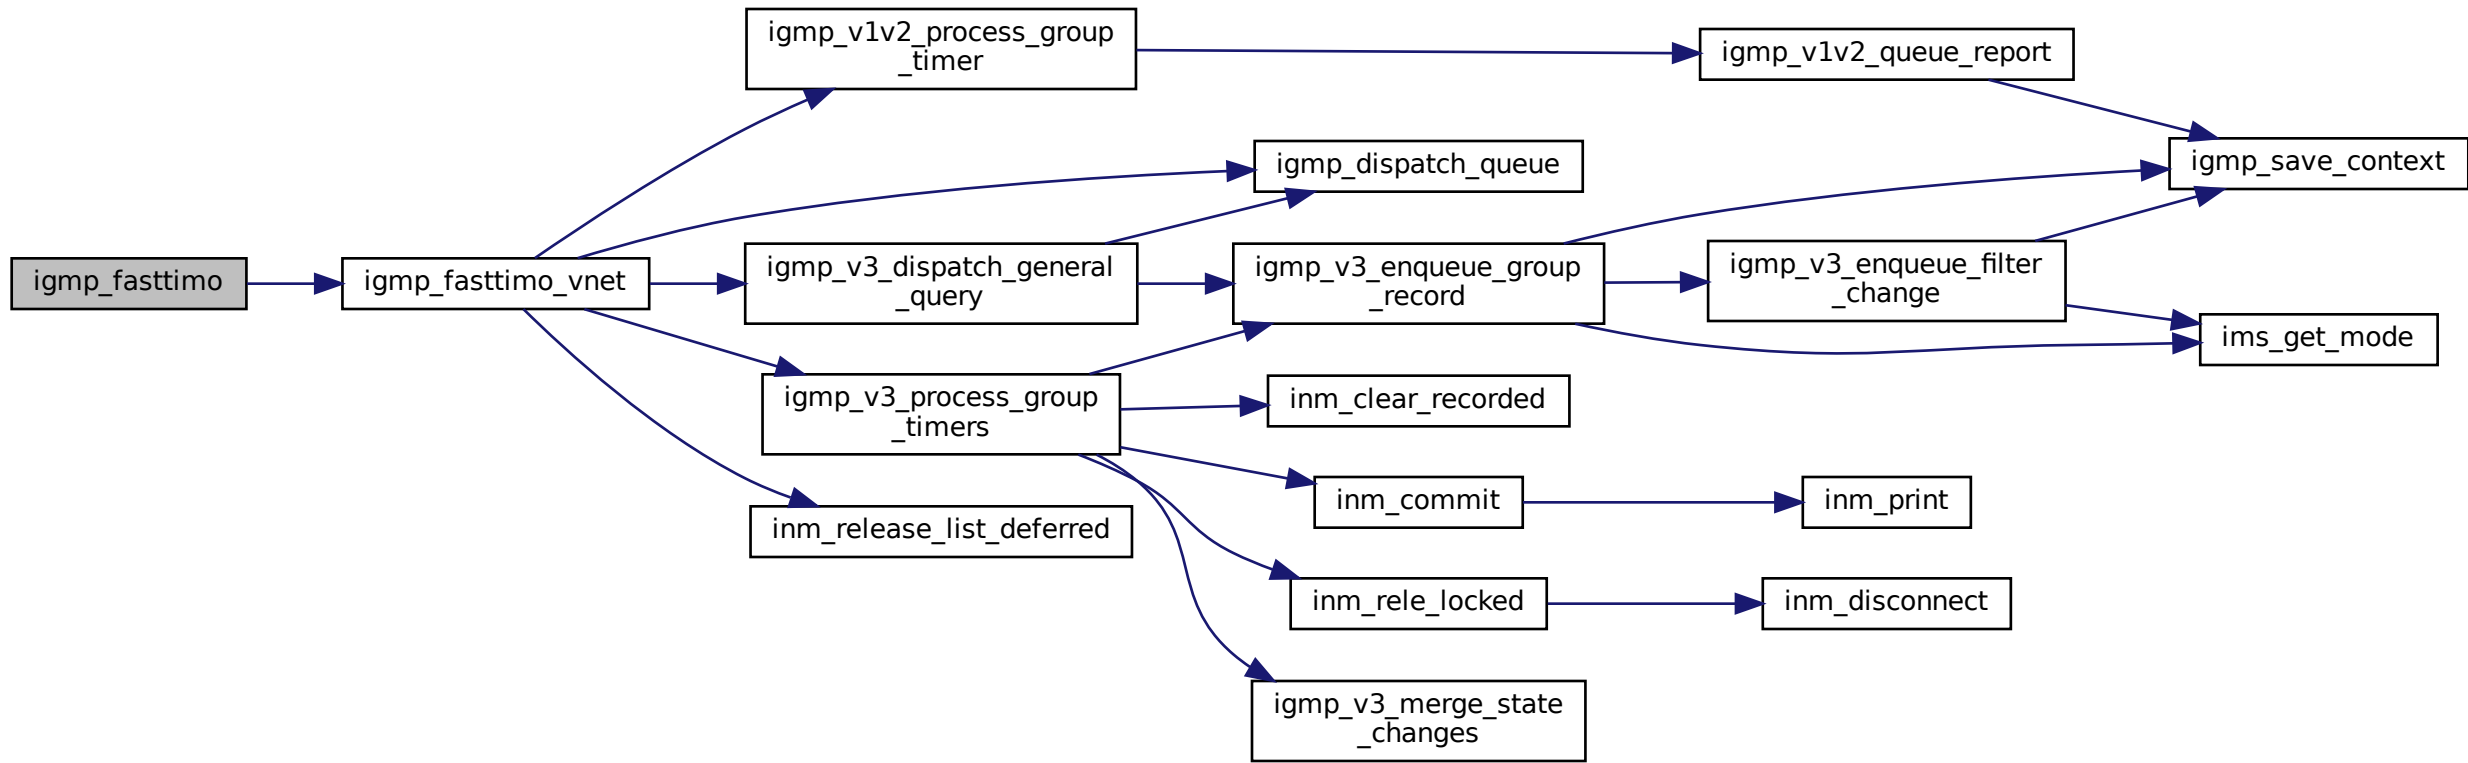 igmp_fasttimo
igmp_fasttimo_vnet
igmp_v1v2_process_group
_timer
igmp_dispatch_queue
igmp_v3_dispatch_general
_query
igmp_v3_process_group
_timers
inm_release_list_deferred
igmp_v1v2_queue_report
igmp_save_context
igmp_v3_enqueue_group
_record
igmp_v3_enqueue_filter
_change
ims_get_mode
inm_clear_recorded
inm_commit
inm_print
inm_rele_locked
inm_disconnect
igmp_v3_merge_state
_changes